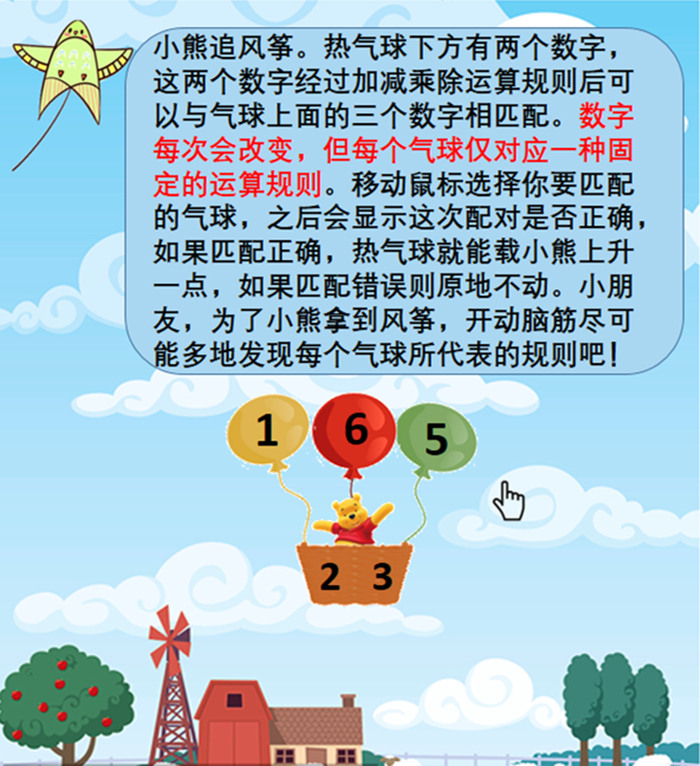 小熊追风筝。热气球下方有两个数字，
这两个数字经过加减乘除运算规则后可
以与气球上面的三个数字相匹配。数字
每次会改变，但每个气球仅对应一种固
定的运算规则。移动鼠标选择你要匹配
的气球，之后会显示这次配对是否正确，
如果匹配正确，热气球就能载小熊上升
一点，如果匹配错误则原地不动。小朋
友，为了小熊拿到风筝，开动脑筋尽可
能多地发现每个气球所代表的规则吧！
1 6 5
2 3